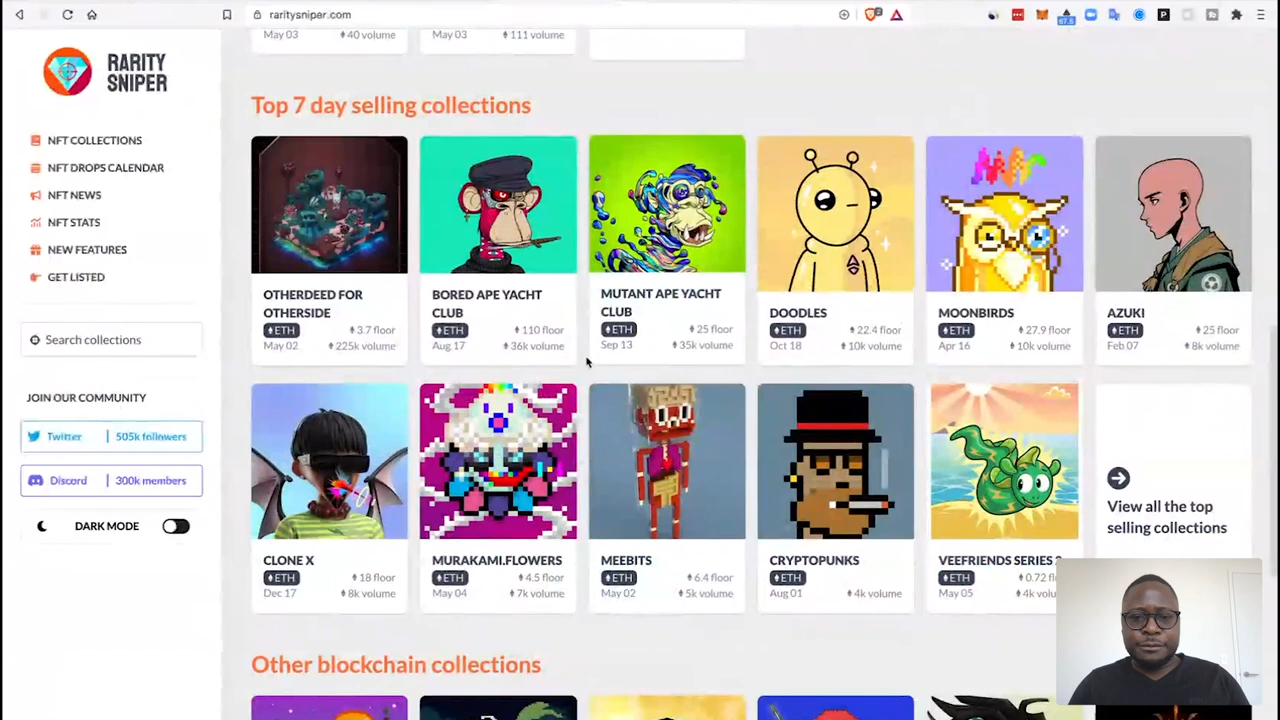 raritysniper.com
RARITY
SNIPER
NFT COLLECTIONS
NFT DROPS CALENDAR
NFT NEWS
NFT STATS
NEW FEATURES
GET LISTED
Search collections
JOIN OUR COMMUNITY
Twitter | 505k followers
Discord | 300k members
DARK MODE
May 03 40 volume
May 03 111 volume
Top 7 day selling collections
OTHERDEED FOR
OTHERSIDE
ETH 3.7 floor
May 02 225k volume
BORED APE YACHT
CLUB
ETH 110 floor
Aug 17 36k volume
MUTANT APE YACHT
CLUB
ETH 25 floor
Sep 13 35k volume
DOODLES
ETH 22.4 floor
Oct 18 10k volume
MOONBIRDS
ETH 27.9 floor
Apr 16 10k volume
AZUKI
ETH 25 floor
Feb 07 8k volume
CLONE X
ETH 18 floor
Dec 17 8k volume
MURAKAMI.FLOWERS
ETH 4.5 floor
May 04 7k volume
MEEBITS
ETH 6.4 floor
May 02 5k volume
CRYPTOPUNKS
ETH
Aug 01 4k volume
VEEFRIENDS SERIES 2
ETH 0.72 
May 05 4k
View all the top
selling collections
Other blockchain collections